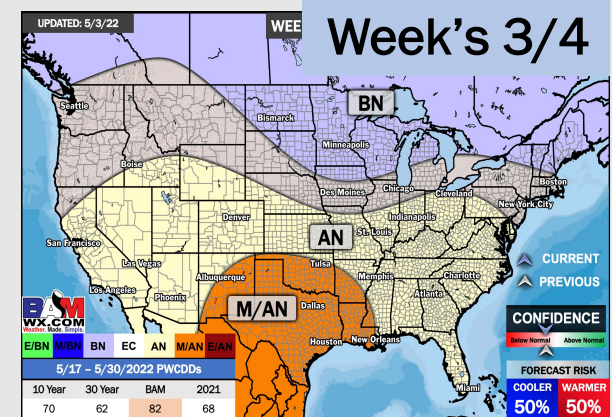 UPDATED: 5/3/22
WEE
Week's 3/4
BN
Seattle
Bismarck
Minneapolis
Boise
Des Moines
Chicago
Cleveland
Boston
New York City
Indianapolis
Denver
St. Louis
AN
San Francisco
Las Vegas
Tulsa
Albuquerque
Memphis
Charlotte
Los Angeles
Phoenix
Atlanta
M/AN
Dallas
Houston
New Orleans
Miami
CURRENT
PREVIOUS
CONFIDENCE
Below Normal
Above Normal
FORECAST RISK
COOLER
WARMER
50%
50%
BAM
WX.COM
Weather. Made. Simple.
E/BN M/BN BN EC AN M/AN E/AN
5/17 – 5/30/2022 PWCDDs
10 Year 30 Year BAM 2021
70 62 82 68